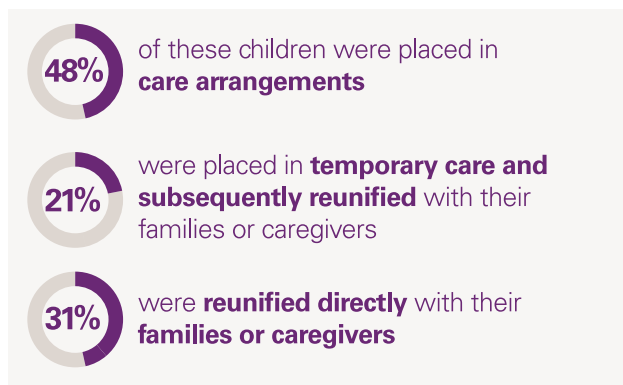 48%
of these children were placed in
care arrangements
21%
were placed in temporary care and
subsequently reunified with their
families or caregivers
31%
were reunified directly with their
families or caregivers